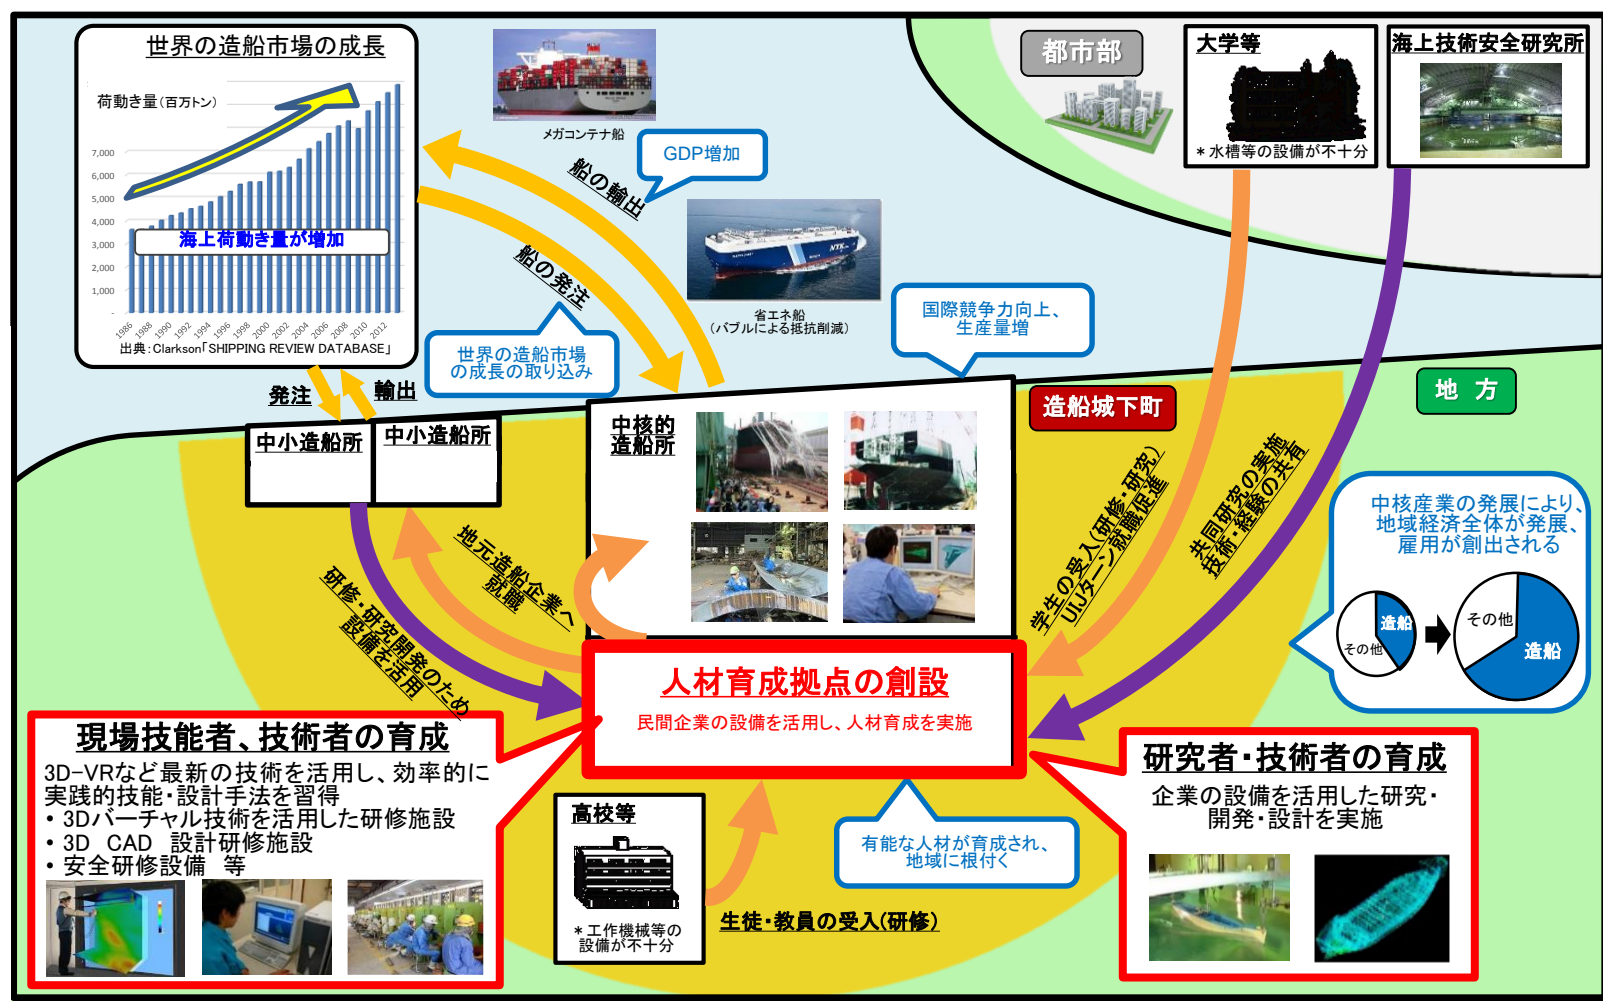 世界の造船市場の成長
荷動き量(百万トン)
7,000
6,000
5,000
4,000
3,000
2,000
1,000
-
海上荷動き量が増加
1986
1988
1990
1992
1994
1996
1998
2000
2002
2004
2006
2008
2010
2012
出典:Clarkson「SHIPPING REVIEW DATABASE」
メガコンテナ船
GDP増加
船の輸出
船の発注
省エネ船
(バブルによる抵抗削減)
世界の造船市場
の成長の取り込み
国際競争力向上、
生産量増
都市部
大学等
*水槽等の設備が不十分
海上技術安全研究所
発注
輸出
中小造船所
中小造船所
中核的
造船所
造船城下町
地 方
学生の受入(研修・研究)
UIJターン就職促進
共同研究の実施
技術・経験の共有
中核産業の発展により、
地域経済全体が発展、
雇用が創出される
その他
造船
その他
造船
地元造船企業へ
就職
研修・研究開発のため
設備を活用
人材育成拠点の創設
民間企業の設備を活用し、人材育成を実施
現場技能者、技術者の育成
3D-VRなど最新の技術を活用し、効率的に
実践的技能・設計手法を習得
・3Dバーチャル技術を活用した研修施設
・3D CAD 設計研修施設
・安全研修設備 等
高校等
*工作機械等の
設備が不十分
生徒・教員の受入(研修)
有能な人材が育成され、
地域に根付く
研究者・技術者の育成
企業の設備を活用した研究・
開発・設計を実施